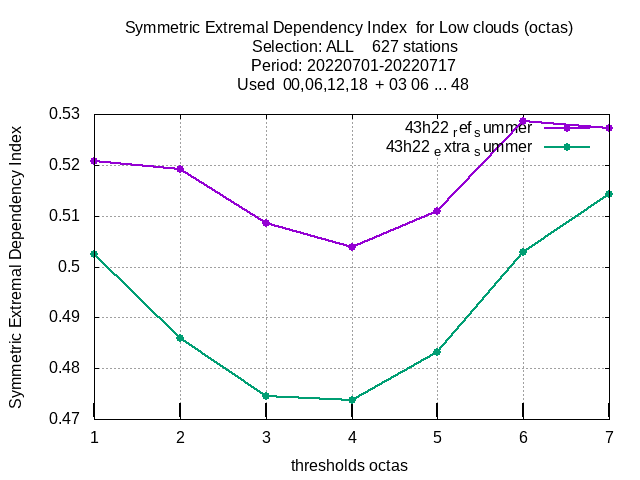 Symmetric Extremal Dependency Index  for Low clouds (octas)
Selection: ALL    627 stations
Period: 20220701-20220717
Used  00,06,12,18  + 03 06 ... 48
Symmetric Extremal Dependency Index
0.53
0.52
0.51
0.5
0.49
0.48
0.47
43h22 ref summer
43h22 extra summer
1 2 3 4 5 6 7
thresholds octas